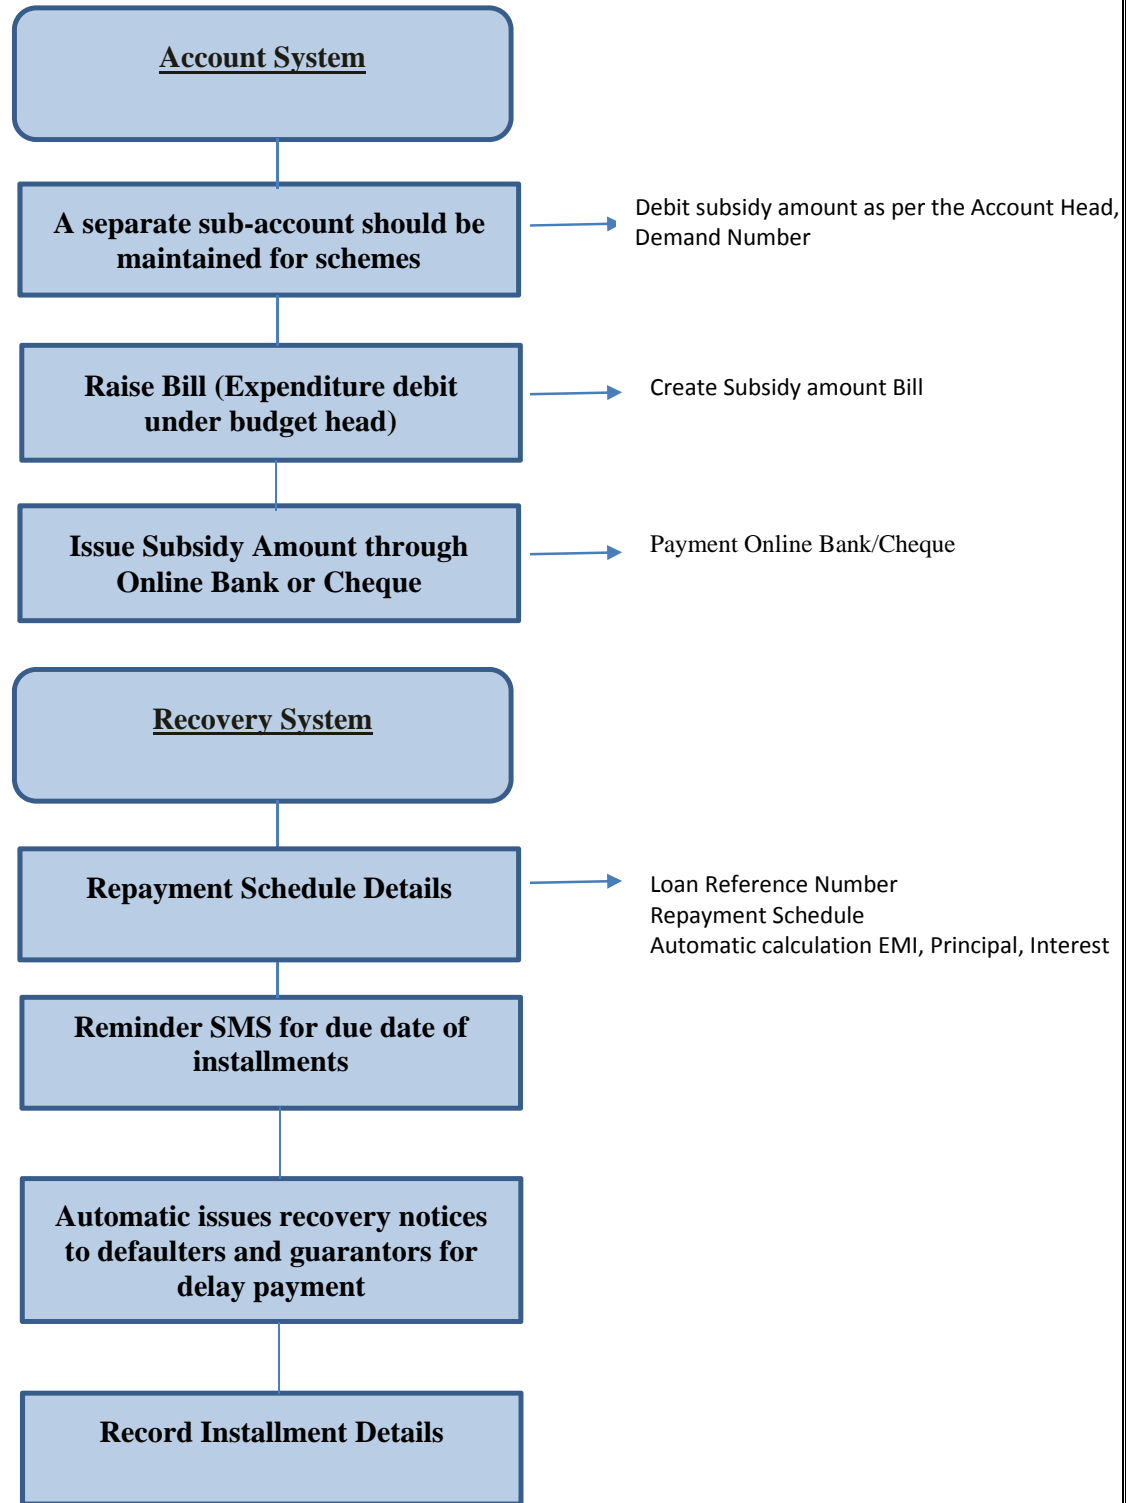 Account System
A separate sub-account should be
maintained for schemes
Debit subsidy amount as per the Account Head,
Demand Number
Raise Bill (Expenditure debit
under budget head)
Create Subsidy amount Bill
Issue Subsidy Amount through
Online Bank or Cheque
Payment Online Bank/Cheque
Recovery System
Repayment Schedule Details
Loan Reference Number
Repayment Schedule
Automatic calculation EMI, Principal, Interest
Reminder SMS for due date of
installments
Automatic issues recovery notices
to defaulters and guarantors for
delay payment
Record Installment Details